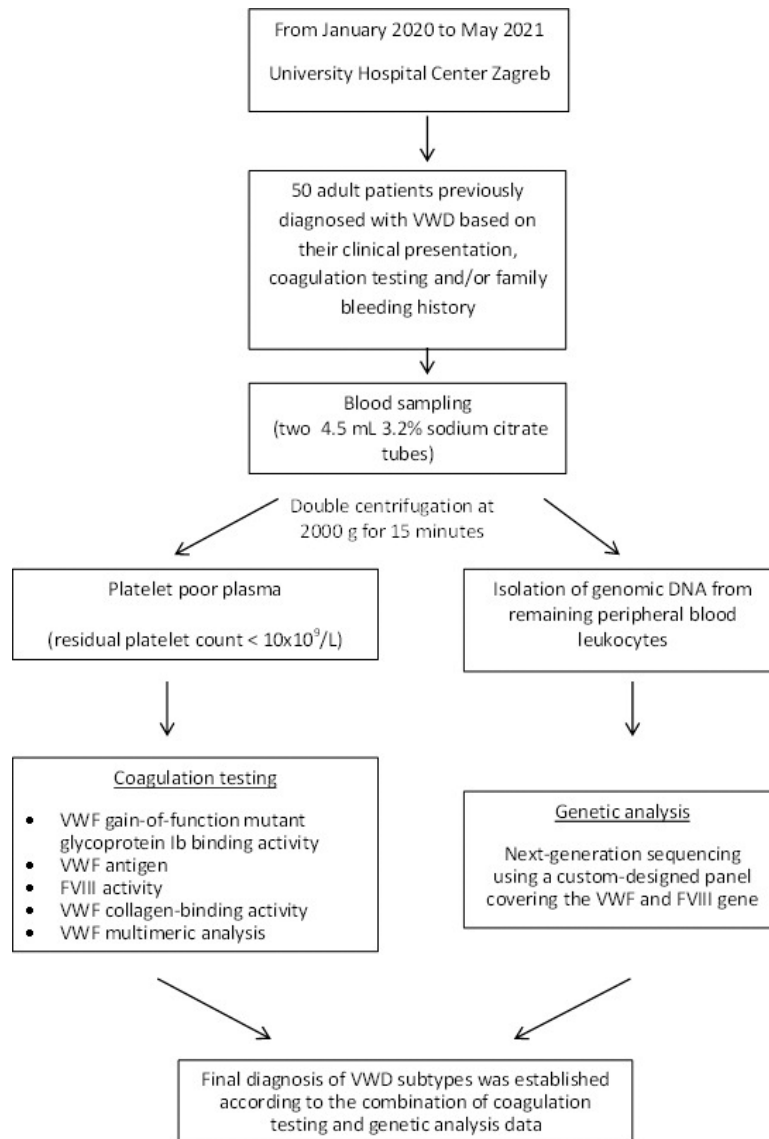 From January 2020 to May 2021
University Hospital Center Zagreb
50 adult patients previously
diagnosed with VWD based on
their clinical presentation,
coagulation testing and/or family
bleeding history
Blood sampling
(two 4.5 mL 3.2% sodium citrate
tubes)
Double centrifugation at
2000 g for 15 minutes
Platelet poor plasma
(residual platelet count < 10x10⁹/L)
Isolation of genomic DNA from
remaining peripheral blood
leukocytes
Coagulation testing
• VWF gain-of-function mutant
glycoprotein Ib binding activity
• VWF antigen
• FVIII activity
• VWF collagen-binding activity
• VWF multimeric analysis
Genetic analysis
Next-generation sequencing
using a custom-designed panel
covering the VWF and FVIII gene
Final diagnosis of VWD subtypes was established
according to the combination of coagulation
testing and genetic analysis data